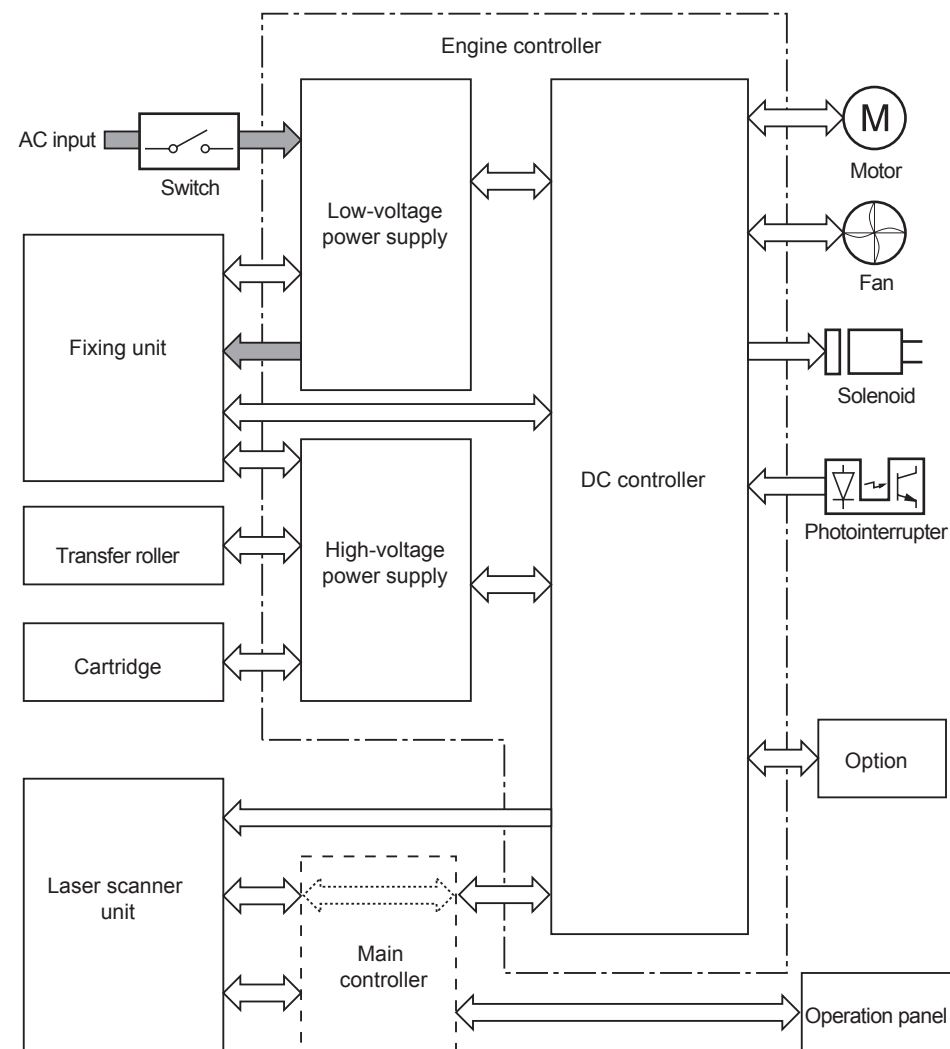 Engine controller
AC input
Switch
Low-voltage
power supply
Motor
Fan
Fixing unit
Solenoid
DC controller
Photointerrupter
High-voltage
power supply
Transfer roller
Cartridge
Option
Laser scanner
unit
Main
controller
Operation panel
M